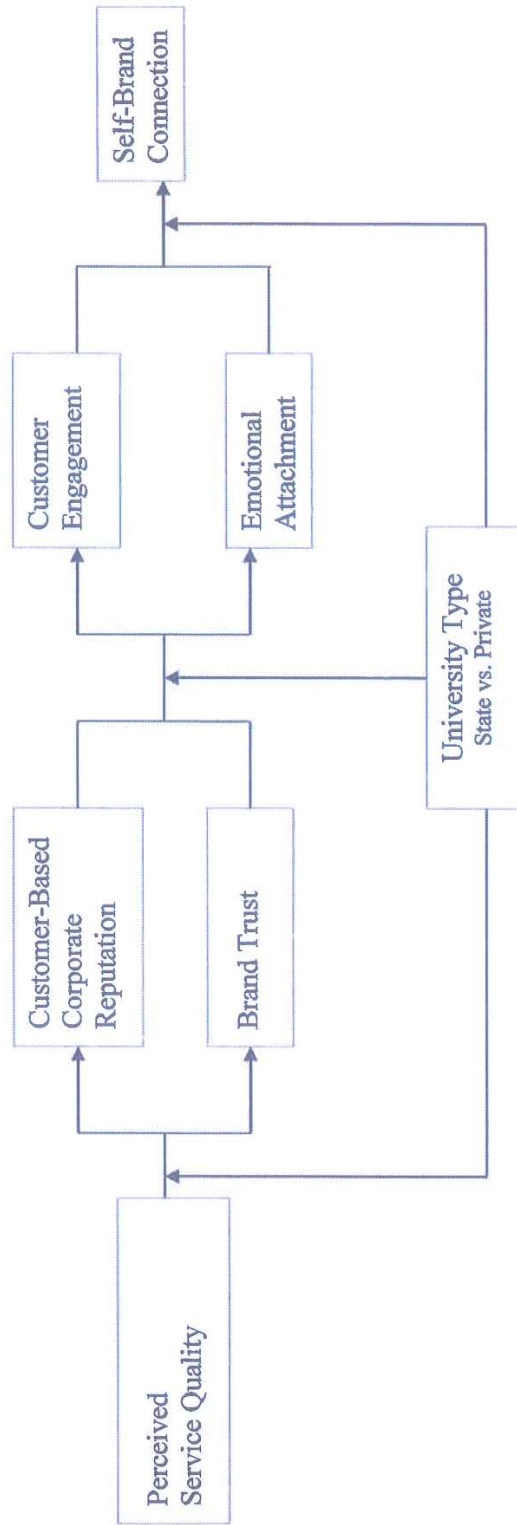 Perceived
Service Quality
Customer-Based
Corporate
Reputation
Brand Trust
Customer
Engagement
Emotional
Attachment
Self-Brand
Connection
University Type
State vs. Private